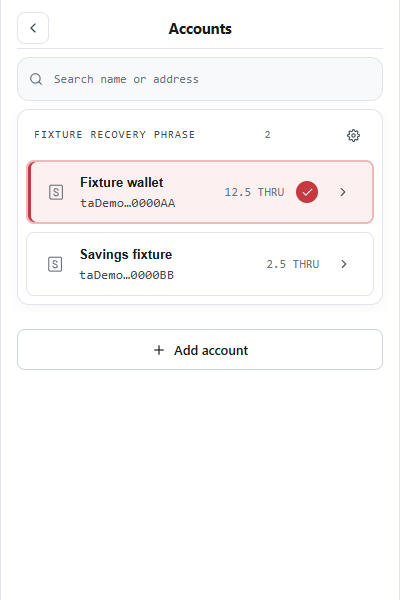 Accounts
Search name or address
FIXTURE RECOVERY PHRASE 2
S Fixture wallet 12.5 THRU
taDemo…0000AA
S Savings fixture 2.5 THRU
taDemo…0000BB
+ Add account